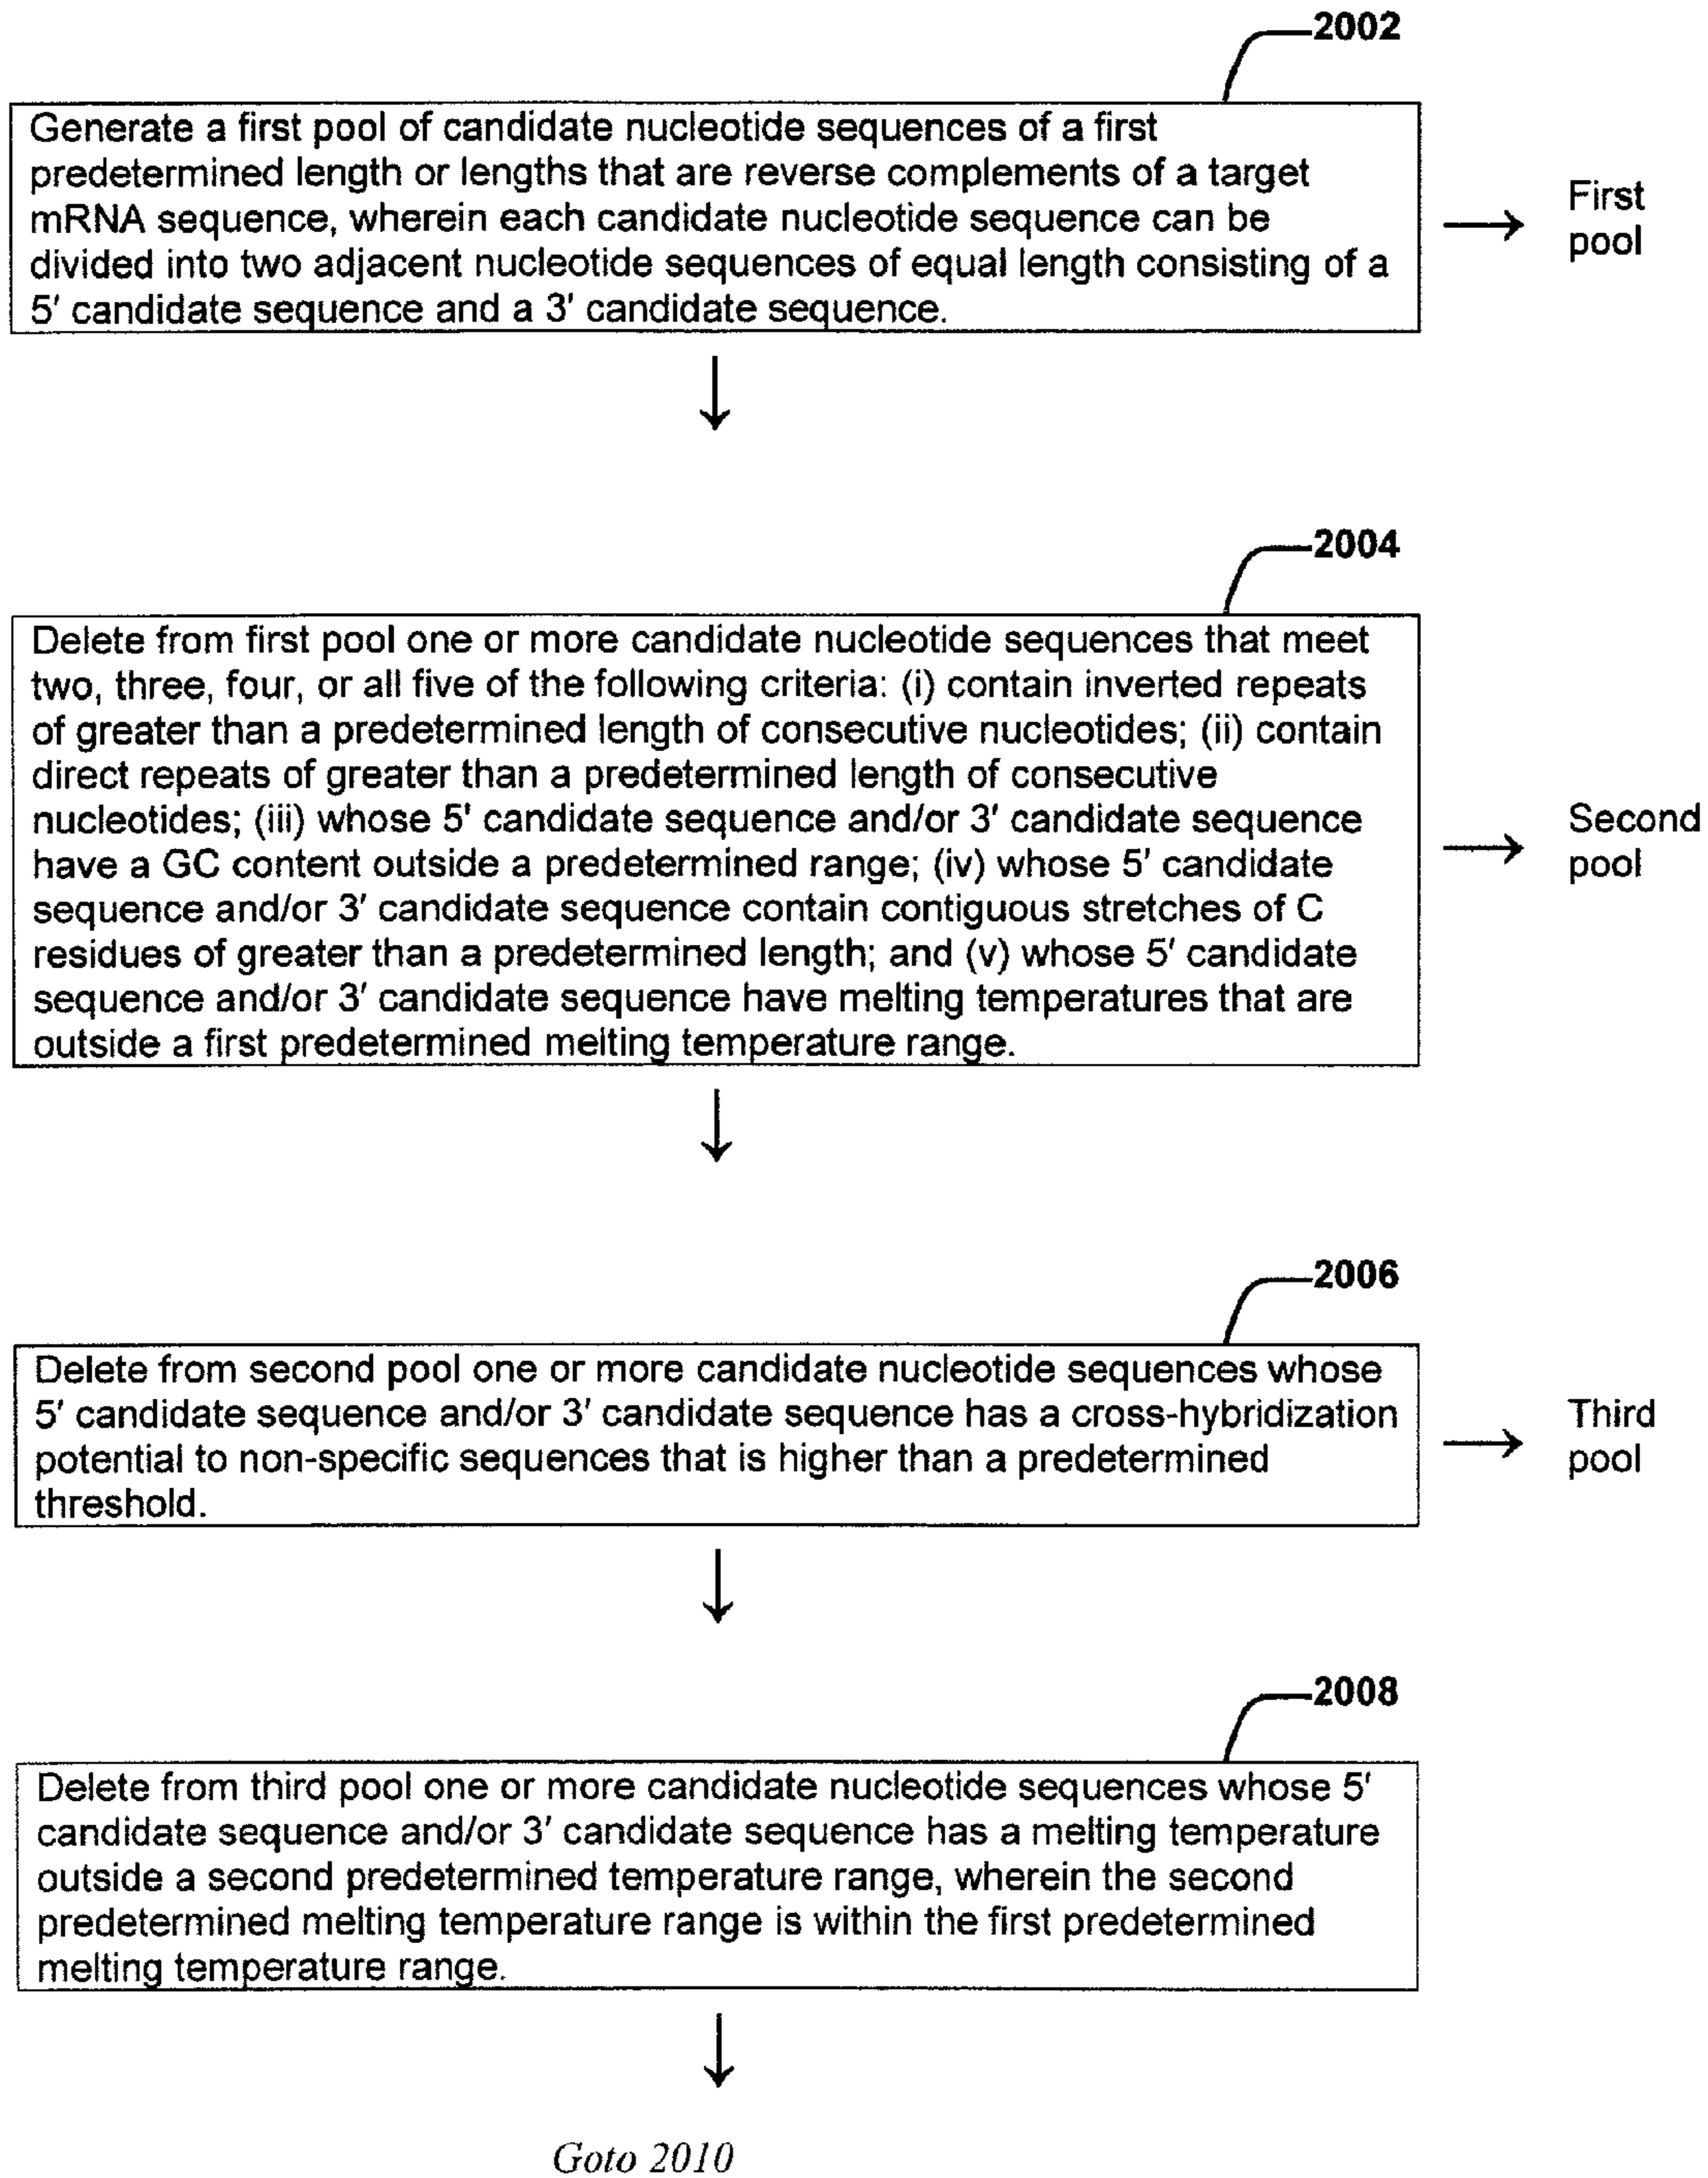 2002
Generate a first pool of candidate nucleotide sequences of a first
predetermined length or lengths that are reverse complements of a target
mRNA sequence, wherein each candidate nucleotide sequence can be
divided into two adjacent nucleotide sequences of equal length consisting of a
5' candidate sequence and a 3' candidate sequence.
First
pool
2004
Delete from first pool one or more candidate nucleotide sequences that meet
two, three, four, or all five of the following criteria: (i) contain inverted repeats
of greater than a predetermined length of consecutive nucleotides; (ii) contain
direct repeats of greater than a predetermined length of consecutive
nucleotides; (iii) whose 5' candidate sequence and/or 3' candidate sequence
have a GC content outside a predetermined range; (iv) whose 5' candidate
sequence and/or 3' candidate sequence contain contiguous stretches of C
residues of greater than a predetermined length; and (v) whose 5' candidate
sequence and/or 3' candidate sequence have melting temperatures that are
outside a first predetermined melting temperature range.
Second
pool
2006
Delete from second pool one or more candidate nucleotide sequences whose
5' candidate sequence and/or 3' candidate sequence has a cross-hybridization
potential to non-specific sequences that is higher than a predetermined
threshold.
Third
pool
2008
Delete from third pool one or more candidate nucleotide sequences whose 5'
candidate sequence and/or 3' candidate sequence has a melting temperature
outside a second predetermined temperature range, wherein the second
predetermined melting temperature range is within the first predetermined
melting temperature range.
Goto 2010